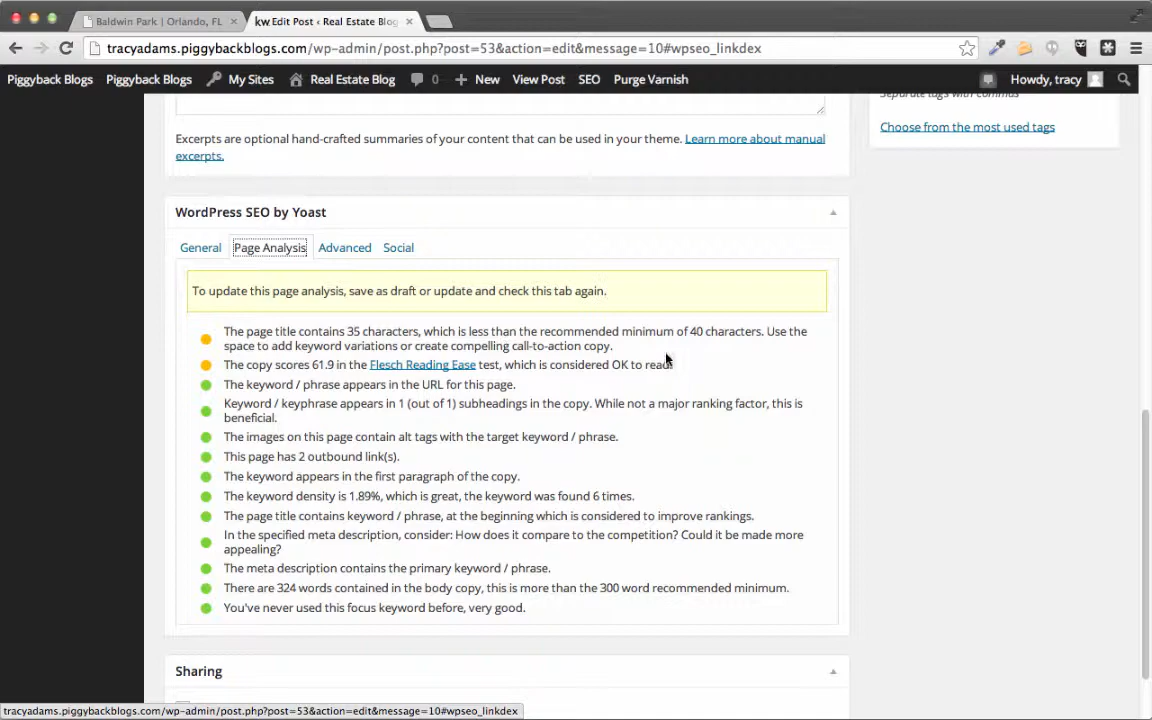 Baldwin Park | Orlando, FL
kw Edit Post ‹ Real Estate Blog
tracyadams.piggybackblogs.com/wp-admin/post.php?post=53&action=edit&message=10#wpseo_linkdex
Piggyback Blogs Piggyback Blogs My Sites Real Estate Blog 0 New View Post SEO Purge Varnish Howdy, tracy
Separate tags with commas
Choose from the most used tags
Excerpts are optional hand-crafted summaries of your content that can be used in your theme. Learn more about manual
excerpts.
WordPress SEO by Yoast
General Page Analysis Advanced Social
To update this page analysis, save as draft or update and check this tab again.
The page title contains 35 characters, which is less than the recommended minimum of 40 characters. Use the
space to add keyword variations or create compelling call-to-action copy.
The copy scores 61.9 in the Flesch Reading Ease test, which is considered OK to read.
The keyword / phrase appears in the URL for this page.
Keyword / keyphrase appears in 1 (out of 1) subheadings in the copy. While not a major ranking factor, this is
beneficial.
The images on this page contain alt tags with the target keyword / phrase.
This page has 2 outbound link(s).
The keyword appears in the first paragraph of the copy.
The keyword density is 1.89%, which is great, the keyword was found 6 times.
The page title contains keyword / phrase, at the beginning which is considered to improve rankings.
In the specified meta description, consider: How does it compare to the competition? Could it be made more
appealing?
The meta description contains the primary keyword / phrase.
There are 324 words contained in the body copy, this is more than the 300 word recommended minimum.
You've never used this focus keyword before, very good.
Sharing
tracyadams.piggybackblogs.com/wp-admin/post.php?post=53&action=edit&message=10#wpseo_linkdex